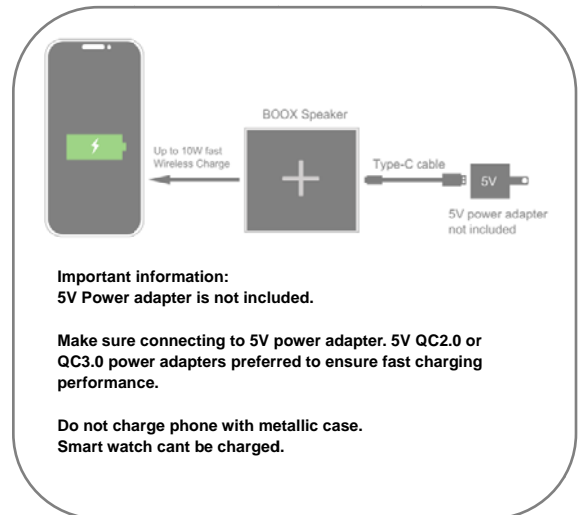 BOOX Speaker
Up to 10W fast
Wireless Charge
Type-C cable
5V
5V power adapter
not included
Important information:
5V Power adapter is not included.
Make sure connecting to 5V power adapter. 5V QC2.0 or
QC3.0 power adapters preferred to ensure fast charging
performance.
Do not charge phone with metallic case.
Smart watch cant be charged.